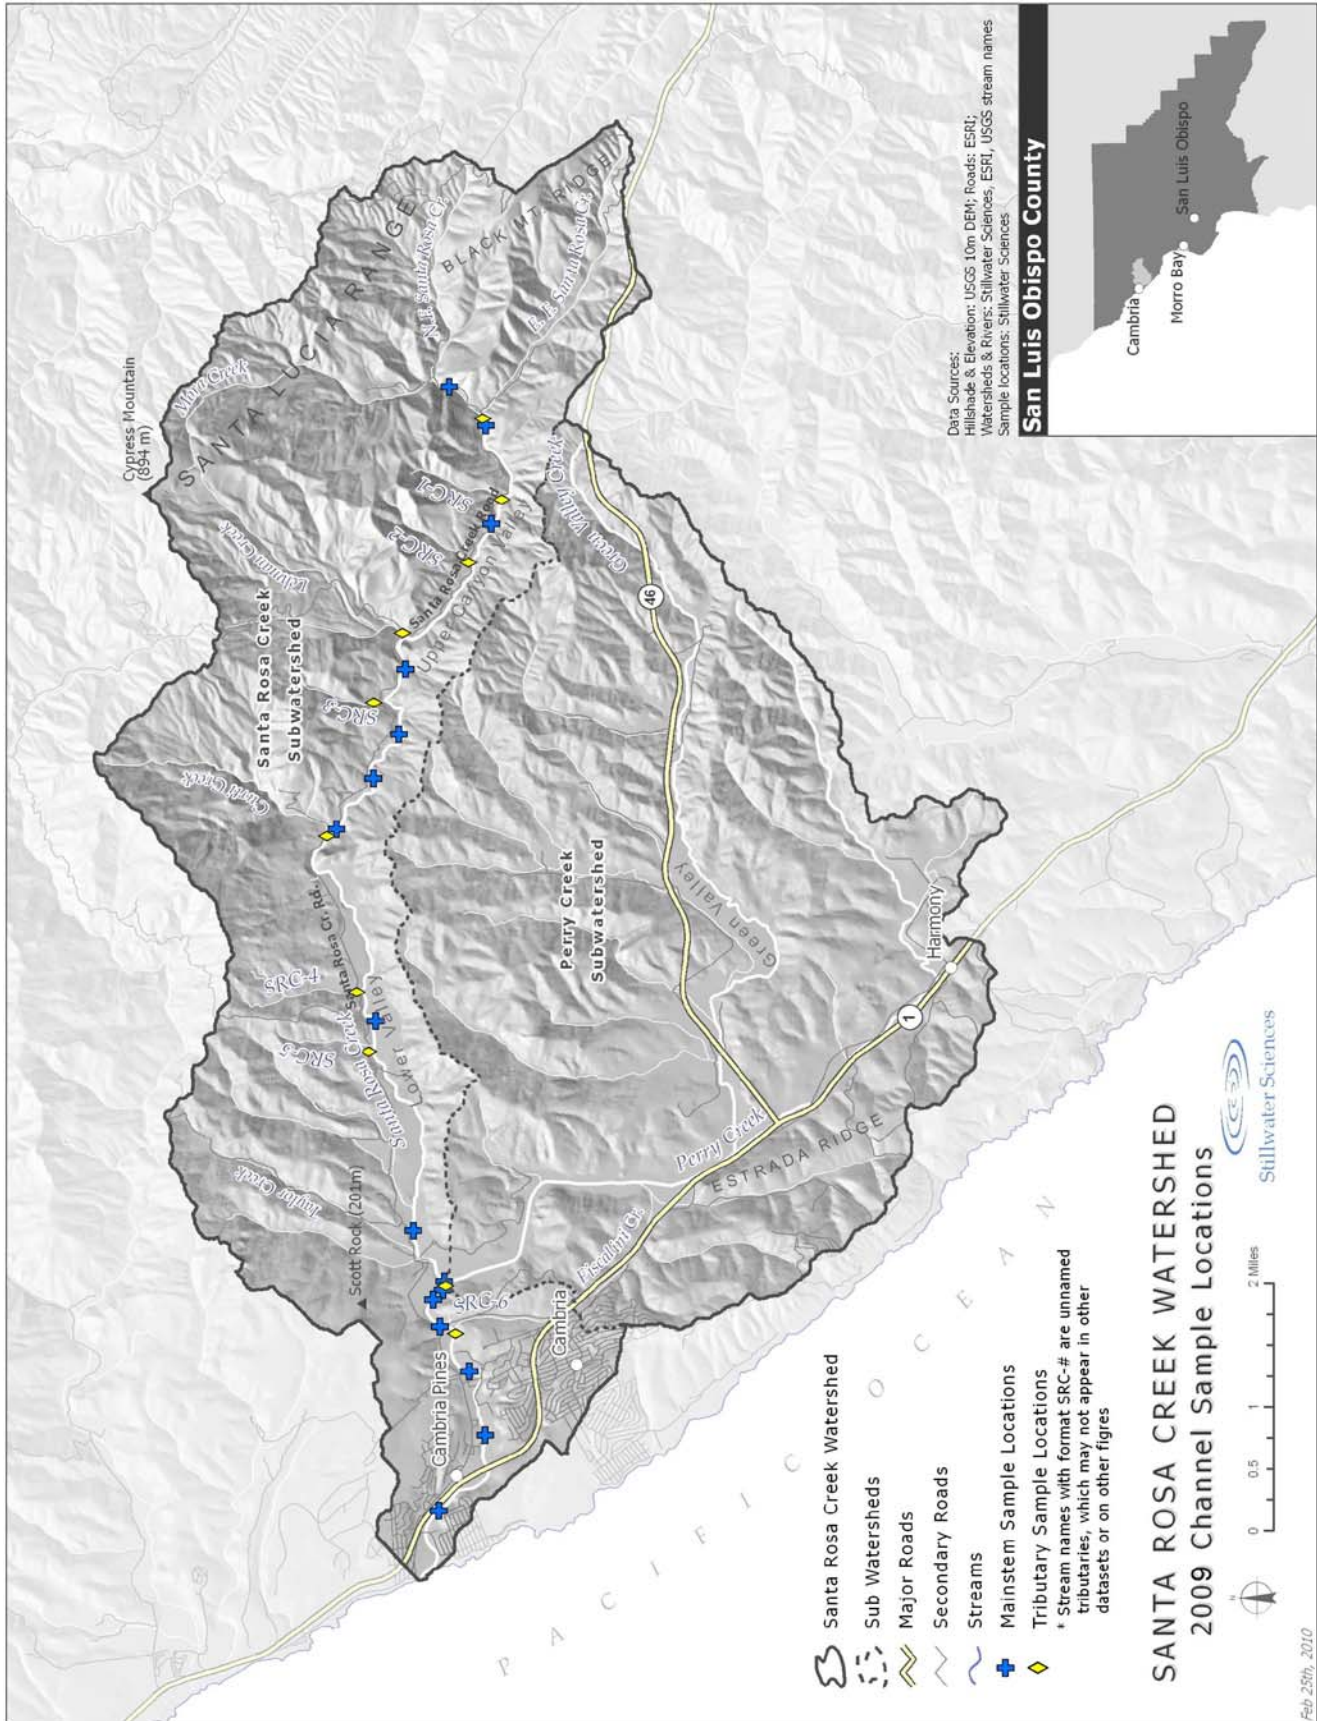 Cypress Mountain
(894 m)
SANTA LUCIA RANGE
Mora Creek
Lehman Creek
Curti Creek
N. F. Santa Rosa Cr.
BLACK MT. RIDGE
E. F. Santa Rosa Cr.
Santa Rosa Creek
Subwatershed
SRC-1
SRC-2
SRC-3
SRC-4
SRC-5
SRC-6
Santa Rosa Creek Road
Upper Canyon Valley
Santa Rosa Cr. Rd.
Santa Rosa Creek
Lower Valley
Taylor Creek
Scott Rock (201m)
Green Valley Creek
46
Perry Creek
Subwatershed
Green Valley
Perry Creek
ESTRADA RIDGE
Fiscalini Cr.
Harmony
1
Cambria
Cambria Pines
PACIFIC OCEAN
Santa Rosa Creek Watershed
Sub Watersheds
Major Roads
Secondary Roads
Streams
Mainstem Sample Locations
Tributary Sample Locations
* Stream names with format SRC-# are unnamed
tributaries, which may not appear in other
datasets or on other figres
SANTA ROSA CREEK WATERSHED
2009 Channel Sample Locations
N
0 0.5 1 2 Miles
Stillwater Sciences
Data Sources:
Hillshade & Elevation: USGS 10m DEM; Roads: ESRI;
Watersheds & Rivers: Stillwater Sciences, ESRI, USGS stream names
Sample locations: Stillwater Sciences
San Luis Obispo County
Cambria
Morro Bay
San Luis Obispo
Feb 25th, 2010